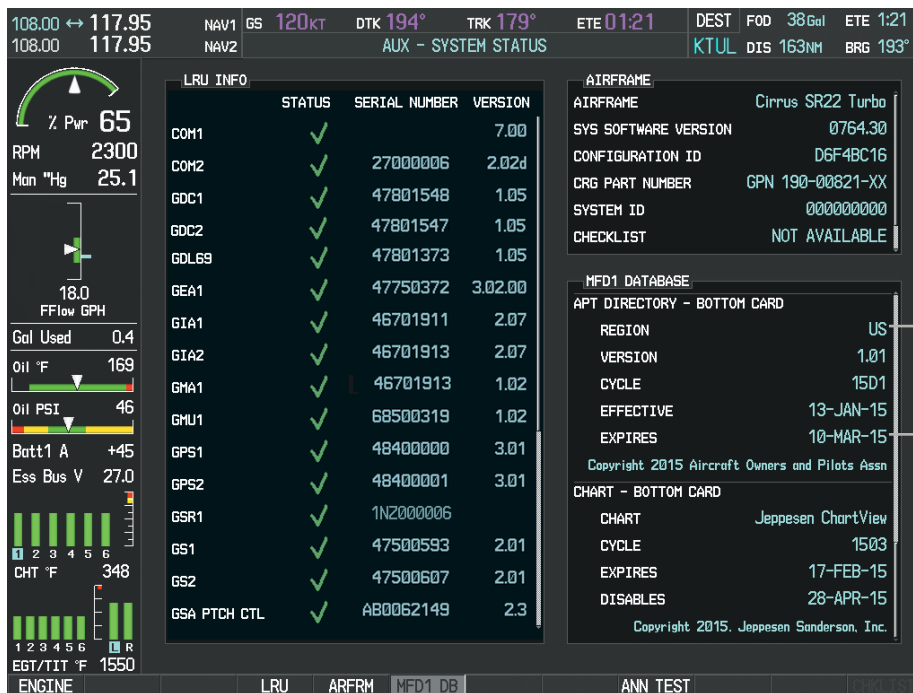 108.00 ↔ 117.95 NAV1 GS 120KT DTK 194° TRK 179° ETE 01:21 DEST FOD 38Gal ETE 1:21
108.00 117.95 NAV2 AUX - SYSTEM STATUS KTUL DIS 163NM BRG 193°
% Pwr 65
RPM 2300
Man "Hg 25.1
18.0
FFlow GPH
Gal Used 0.4
Oil °F 169
Oil PSI 46
Batt1 A +45
Ess Bus V 27.0
1 2 3 4 5 6
CHT °F 348
1 2 3 4 5 6 L R
EGT/TIT °F 1550
LRU INFO
STATUS SERIAL NUMBER VERSION
COM1 ✓ 7.00
COM2 ✓ 27000006 2.02d
GDC1 ✓ 47801548 1.05
GDC2 ✓ 47801547 1.05
GDL69 ✓ 47801373 1.05
GEA1 ✓ 47750372 3.02.00
GIA1 ✓ 46701911 2.07
GIA2 ✓ 46701913 2.07
GMA1 ✓ 46701913 1.02
GMU1 ✓ 68500319 1.02
GPS1 ✓ 48400000 3.01
GPS2 ✓ 48400001 3.01
GSR1 ✓ 1NZ000006
GS1 ✓ 47500593 2.01
GS2 ✓ 47500607 2.01
GSA PTCH CTL ✓ AB0062149 2.3
AIRFRAME
AIRFRAME Cirrus SR22 Turbo
SYS SOFTWARE VERSION 0764.30
CONFIGURATION ID D6F4BC16
CRG PART NUMBER GPN 190-00821-XX
SYSTEM ID 000000000
CHECKLIST NOT AVAILABLE
MFD1 DATABASE
APT DIRECTORY - BOTTOM CARD
REGION US
VERSION 1.01
CYCLE 15D1
EFFECTIVE 13-JAN-15
EXPIRES 10-MAR-15
Copyright 2015 Aircraft Owners and Pilots Assn
CHART - BOTTOM CARD
CHART Jeppesen ChartView
CYCLE 1503
EXPIRES 17-FEB-15
DISABLES 28-APR-15
Copyright 2015. Jeppesen Sanderson, Inc.
ENGINE LRU ARFRM MFD1 DB ANN TEST CHKLIST